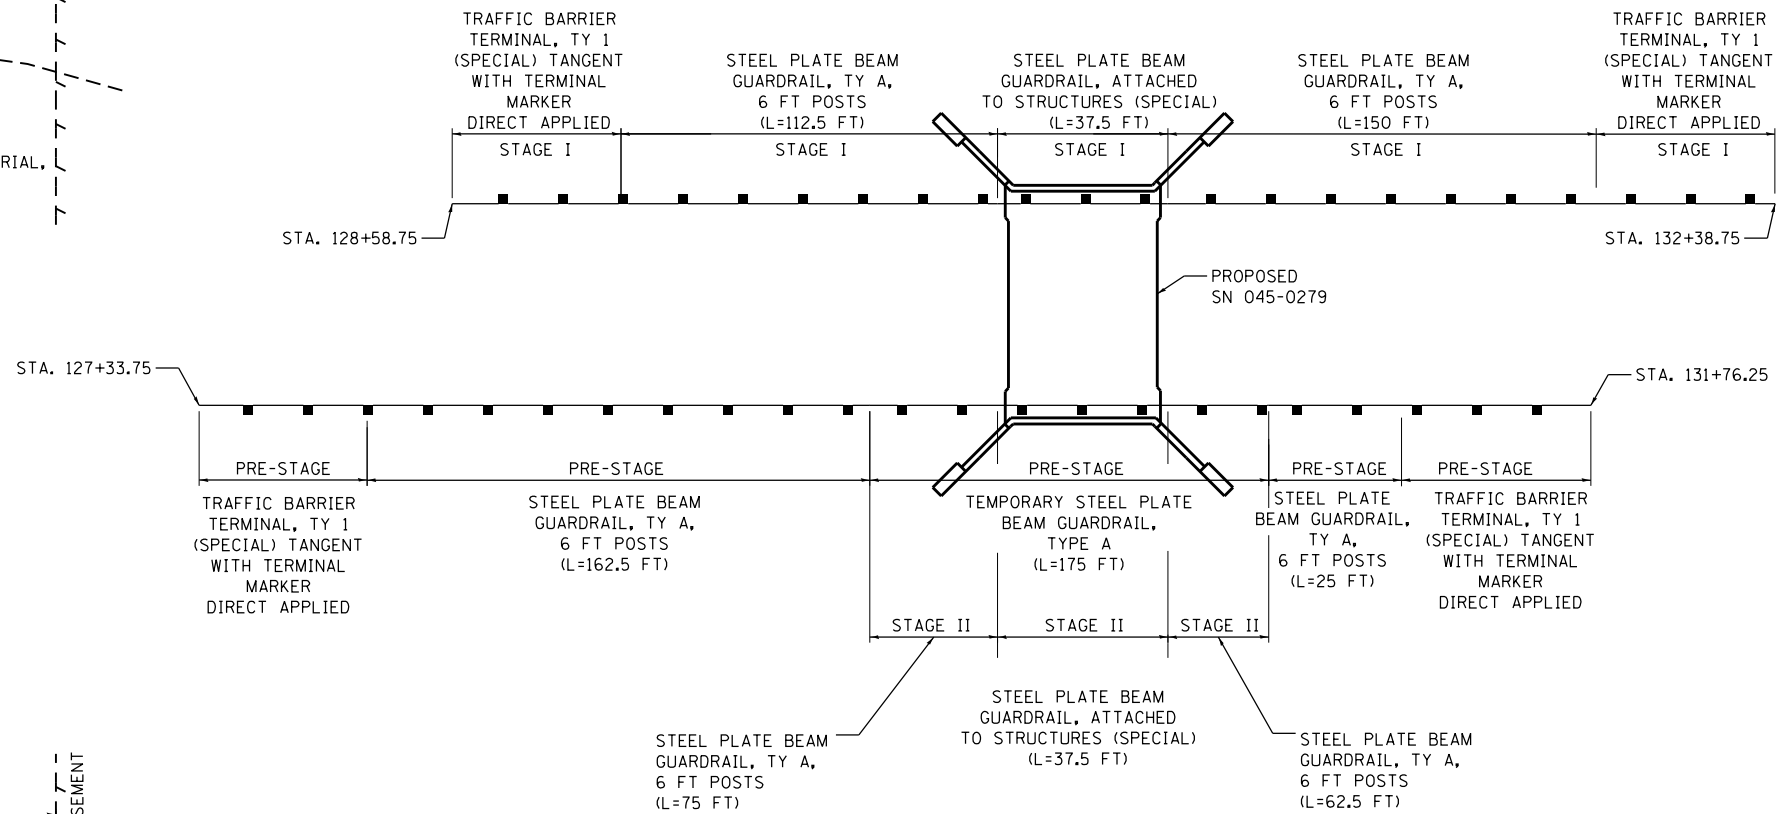 TRAFFIC BARRIER
TERMINAL, TY 1
(SPECIAL) TANGENT
WITH TERMINAL
MARKER
DIRECT APPLIED
STAGE I
STEEL PLATE BEAM
GUARDRAIL, TY A,
6 FT POSTS
(L=112.5 FT)
STAGE I
STEEL PLATE BEAM
GUARDRAIL, ATTACHED
TO STRUCTURES (SPECIAL)
(L=37.5 FT)
STAGE I
STEEL PLATE BEAM
GUARDRAIL, TY A,
6 FT POSTS
(L=150 FT)
STAGE I
TRAFFIC BARRIER
TERMINAL, TY 1
(SPECIAL) TANGENT
WITH TERMINAL
MARKER
DIRECT APPLIED
STAGE I
RIAL,
STA. 128+58.75
STA. 132+38.75
PROPOSED
SN 045-0279
STA. 127+33.75
STA. 131+76.25
PRE-STAGE
TRAFFIC BARRIER
TERMINAL, TY 1
(SPECIAL) TANGENT
WITH TERMINAL
MARKER
DIRECT APPLIED
PRE-STAGE
STEEL PLATE BEAM
GUARDRAIL, TY A,
6 FT POSTS
(L=162.5 FT)
PRE-STAGE
TEMPORARY STEEL PLATE
BEAM GUARDRAIL,
TYPE A
(L=175 FT)
PRE-STAGE
STEEL PLATE
BEAM GUARDRAIL,
TY A,
6 FT POSTS
(L=25 FT)
PRE-STAGE
TRAFFIC BARRIER
TERMINAL, TY 1
(SPECIAL) TANGENT
WITH TERMINAL
MARKER
DIRECT APPLIED
STAGE II
STAGE II
STAGE II
STEEL PLATE BEAM
GUARDRAIL, TY A,
6 FT POSTS
(L=75 FT)
STEEL PLATE BEAM
GUARDRAIL, ATTACHED
TO STRUCTURES (SPECIAL)
(L=37.5 FT)
STEEL PLATE BEAM
GUARDRAIL, TY A,
6 FT POSTS
(L=62.5 FT)
SEMENT